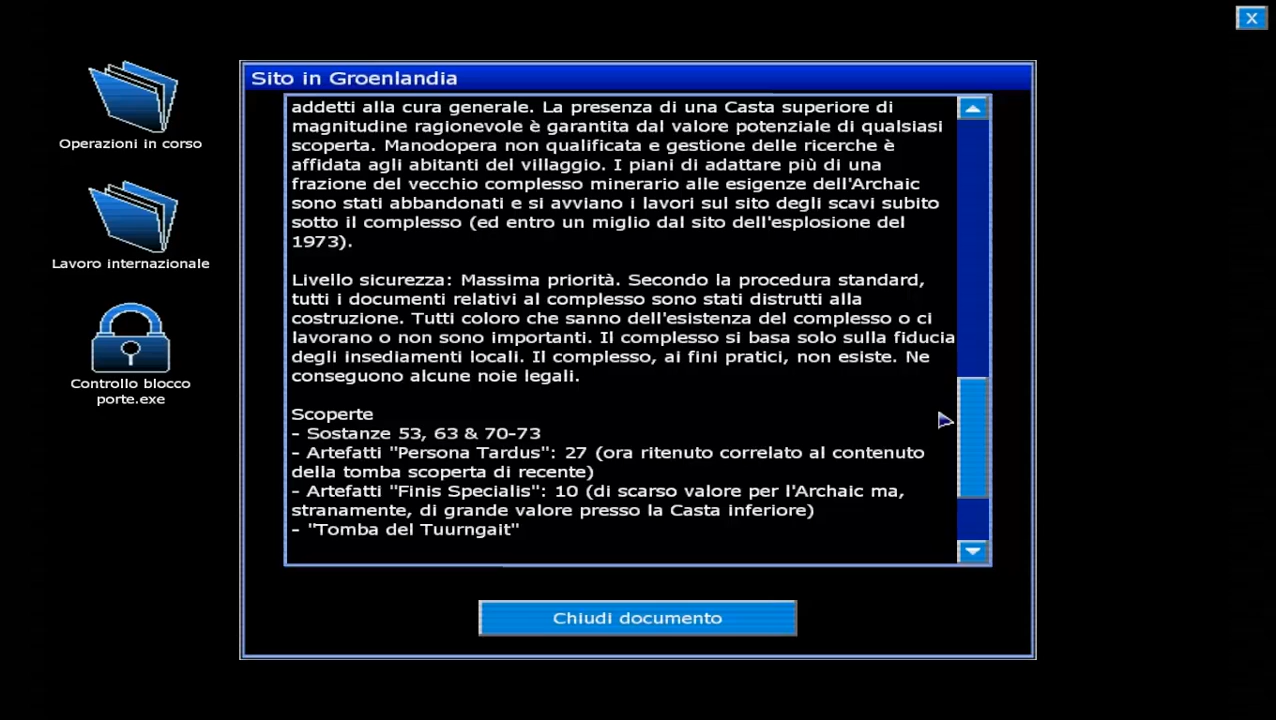 X
Operazioni in corso
Lavoro internazionale
Controllo blocco
porte.exe
Sito in Groenlandia
addetti alla cura generale. La presenza di una Casta superiore di
magnitudine ragionevole è garantita dal valore potenziale di qualsiasi
scoperta. Manodopera non qualificata e gestione delle ricerche è
affidata agli abitanti del villaggio. I piani di adattare più di una
frazione del vecchio complesso minerario alle esigenze dell'Archaic
sono stati abbandonati e si avviano i lavori sul sito degli scavi subito
sotto il complesso (ed entro un miglio dal sito dell'esplosione del
1973).
Livello sicurezza: Massima priorità. Secondo la procedura standard,
tutti i documenti relativi al complesso sono stati distrutti alla
costruzione. Tutti coloro che sanno dell'esistenza del complesso o ci
lavorano o non sono importanti. Il complesso si basa solo sulla fiducia
degli insediamenti locali. Il complesso, ai fini pratici, non esiste. Ne
conseguono alcune noie legali.
Scoperte
- Sostanze 53, 63 & 70-73
- Artefatti "Persona Tardus": 27 (ora ritenuto correlato al contenuto
della tomba scoperta di recente)
- Artefatti "Finis Specialis": 10 (di scarso valore per l'Archaic ma,
stranamente, di grande valore presso la Casta inferiore)
- "Tomba del Tuurngait"
Chiudi documento